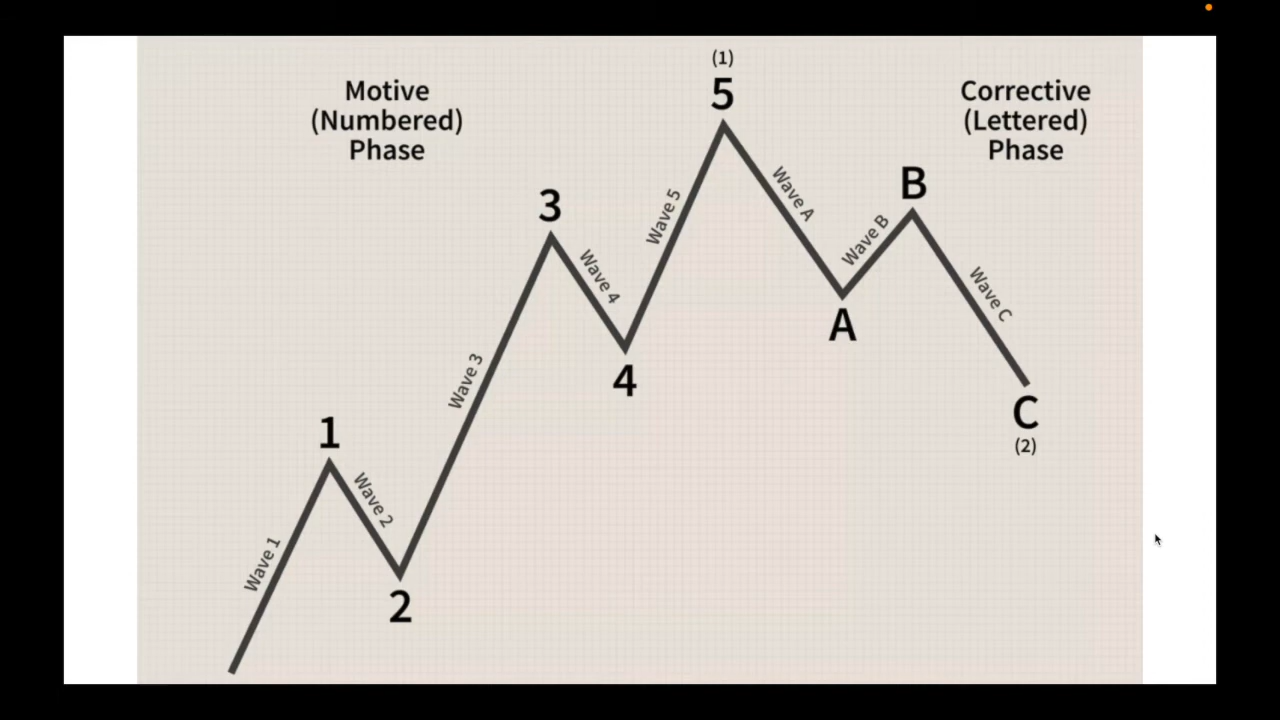 Motive
(Numbered)
Phase
Corrective
(Lettered)
Phase
(1)
5
3
B
1
A
4
C
(2)
2
Wave 1
Wave 2
Wave 3
Wave 4
Wave 5
Wave A
Wave B
Wave C